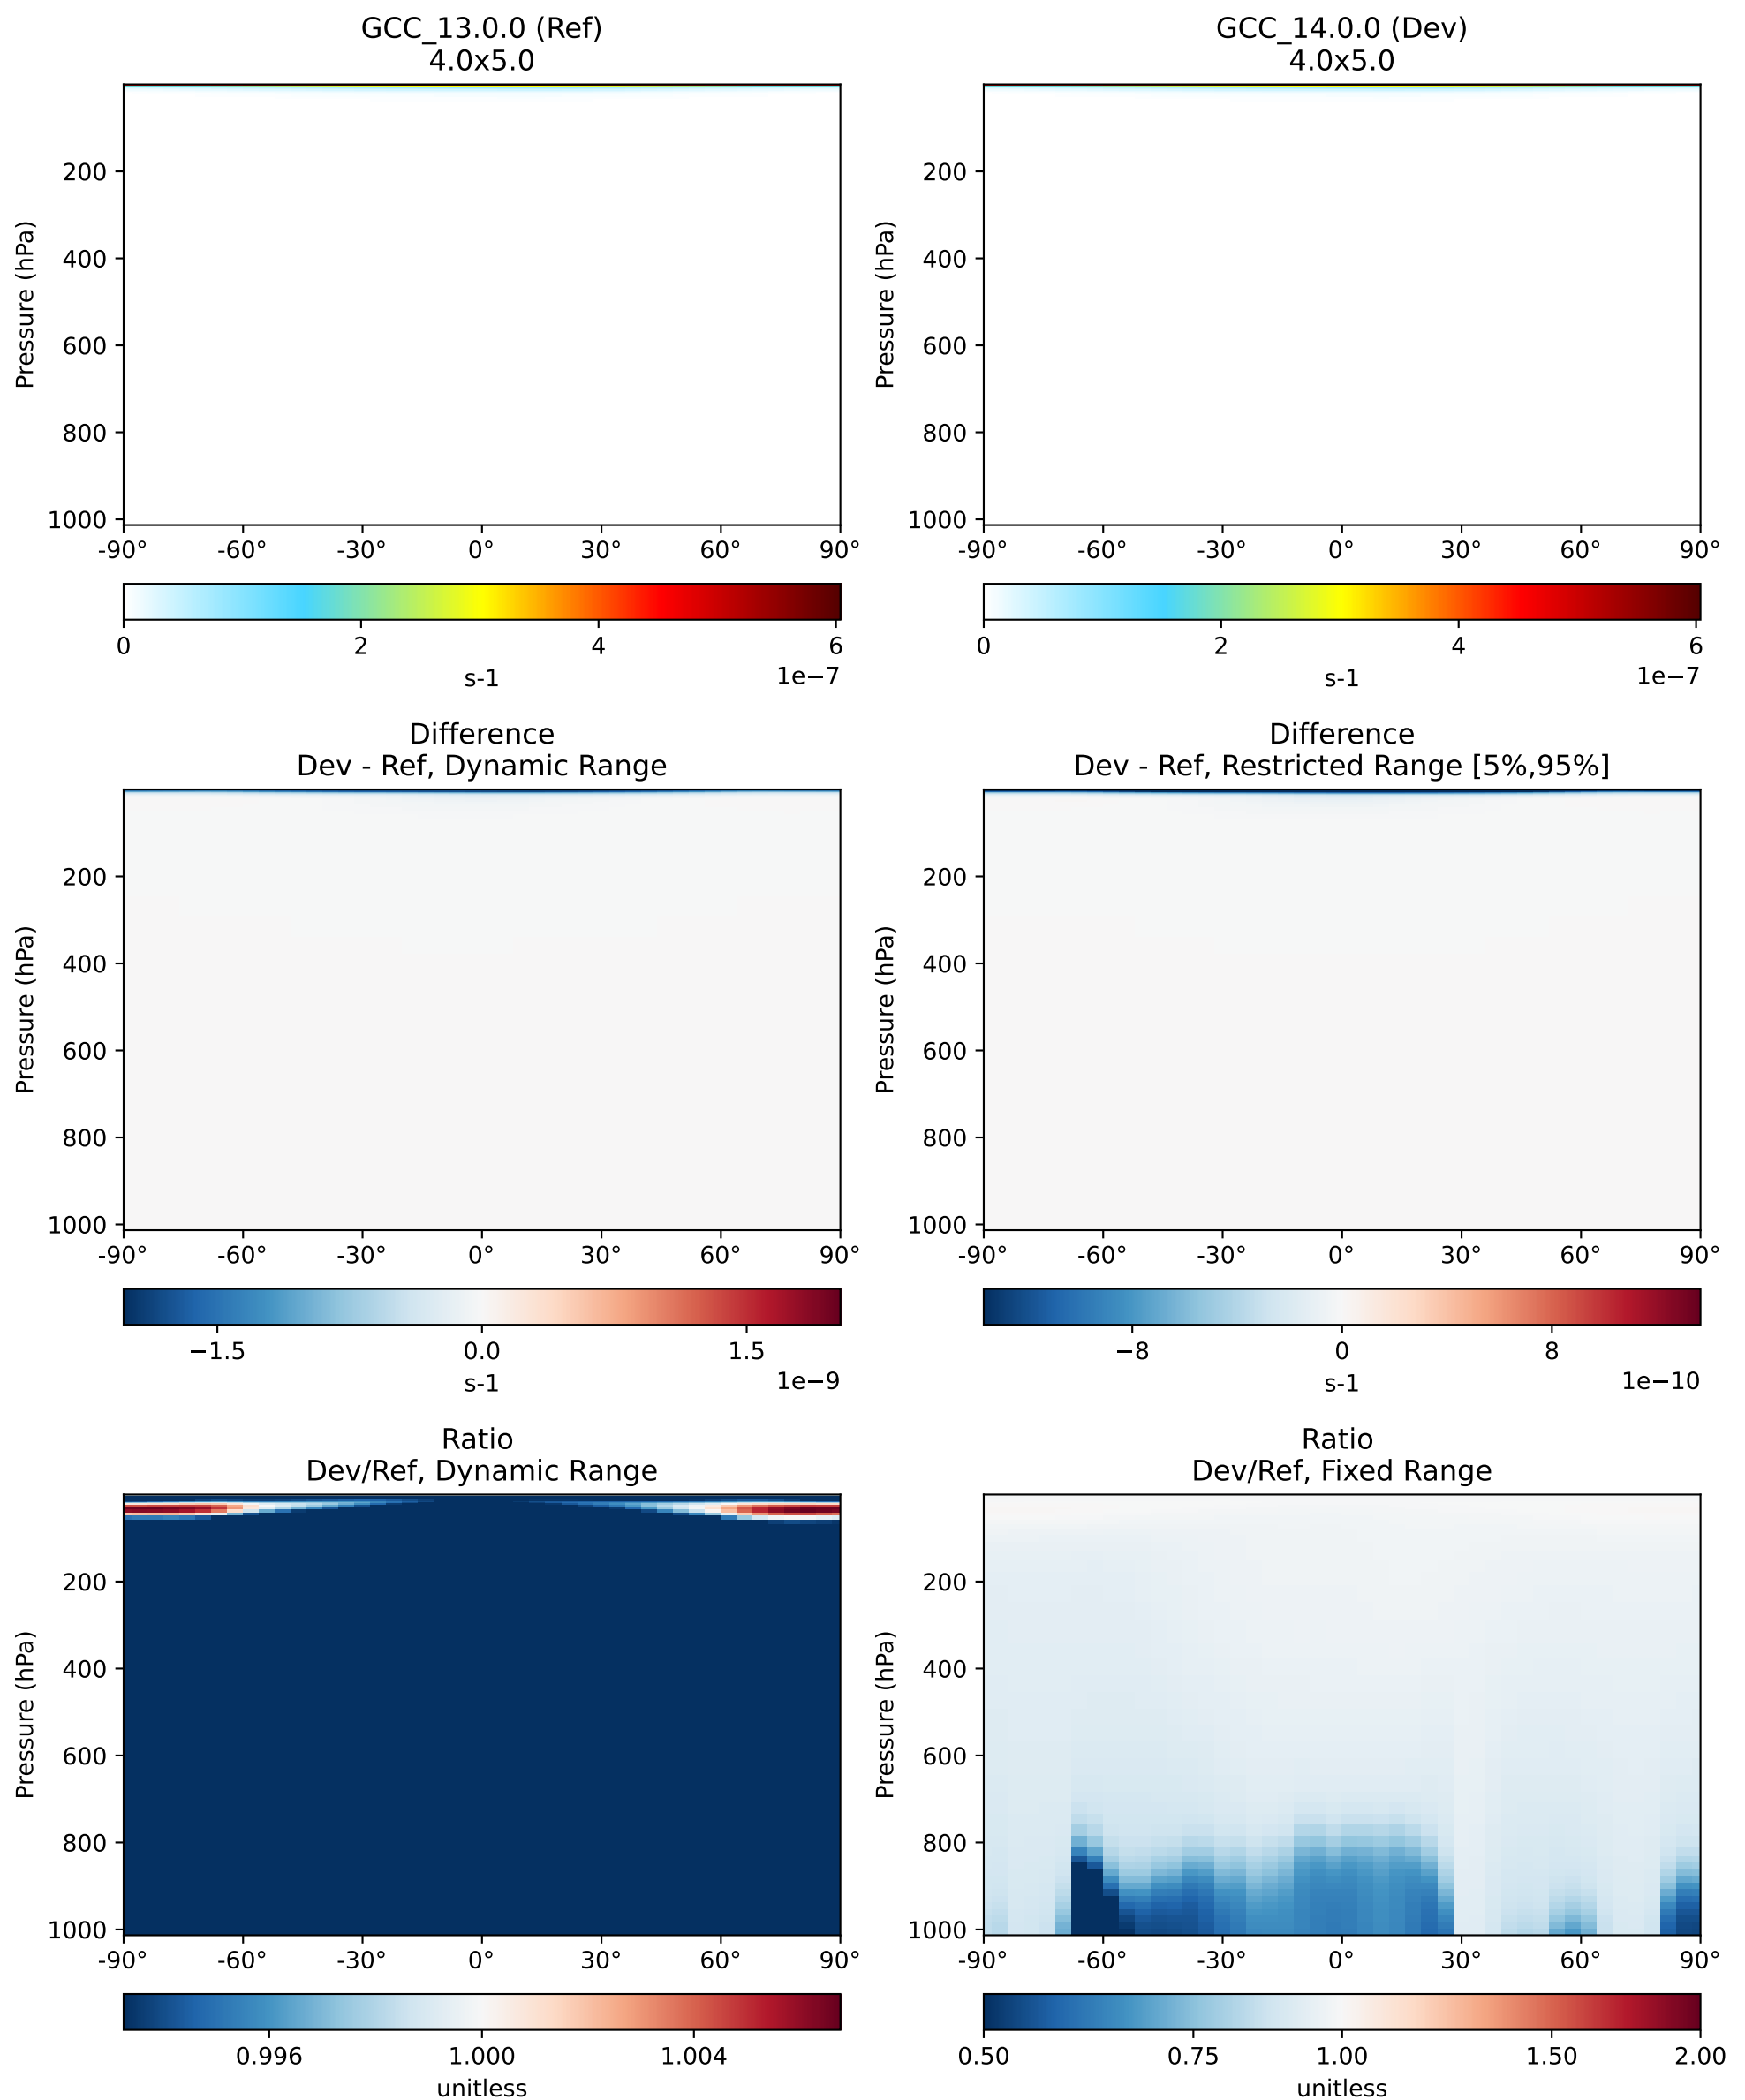 GCC_13.0.0 (Ref)
4.0x5.0
Pressure (hPa)
200
400
600
800
1000
-90° -60° -30° 0° 30° 60° 90°
0 2 4 6
s-1
1e−7
GCC_14.0.0 (Dev)
4.0x5.0
Pressure (hPa)
200
400
600
800
1000
-90° -60° -30° 0° 30° 60° 90°
0 2 4 6
s-1
1e−7
Difference
Dev - Ref, Dynamic Range
Pressure (hPa)
200
400
600
800
1000
-90° -60° -30° 0° 30° 60° 90°
−1.5 0.0 1.5
s-1
1e−9
Difference
Dev - Ref, Restricted Range [5%,95%]
Pressure (hPa)
200
400
600
800
1000
-90° -60° -30° 0° 30° 60° 90°
−8 0 8
s-1
1e−10
Ratio
Dev/Ref, Dynamic Range
Pressure (hPa)
200
400
600
800
1000
-90° -60° -30° 0° 30° 60° 90°
0.996 1.000 1.004
unitless
Ratio
Dev/Ref, Fixed Range
Pressure (hPa)
200
400
600
800
1000
-90° -60° -30° 0° 30° 60° 90°
0.50 0.75 1.00 1.50 2.00
unitless